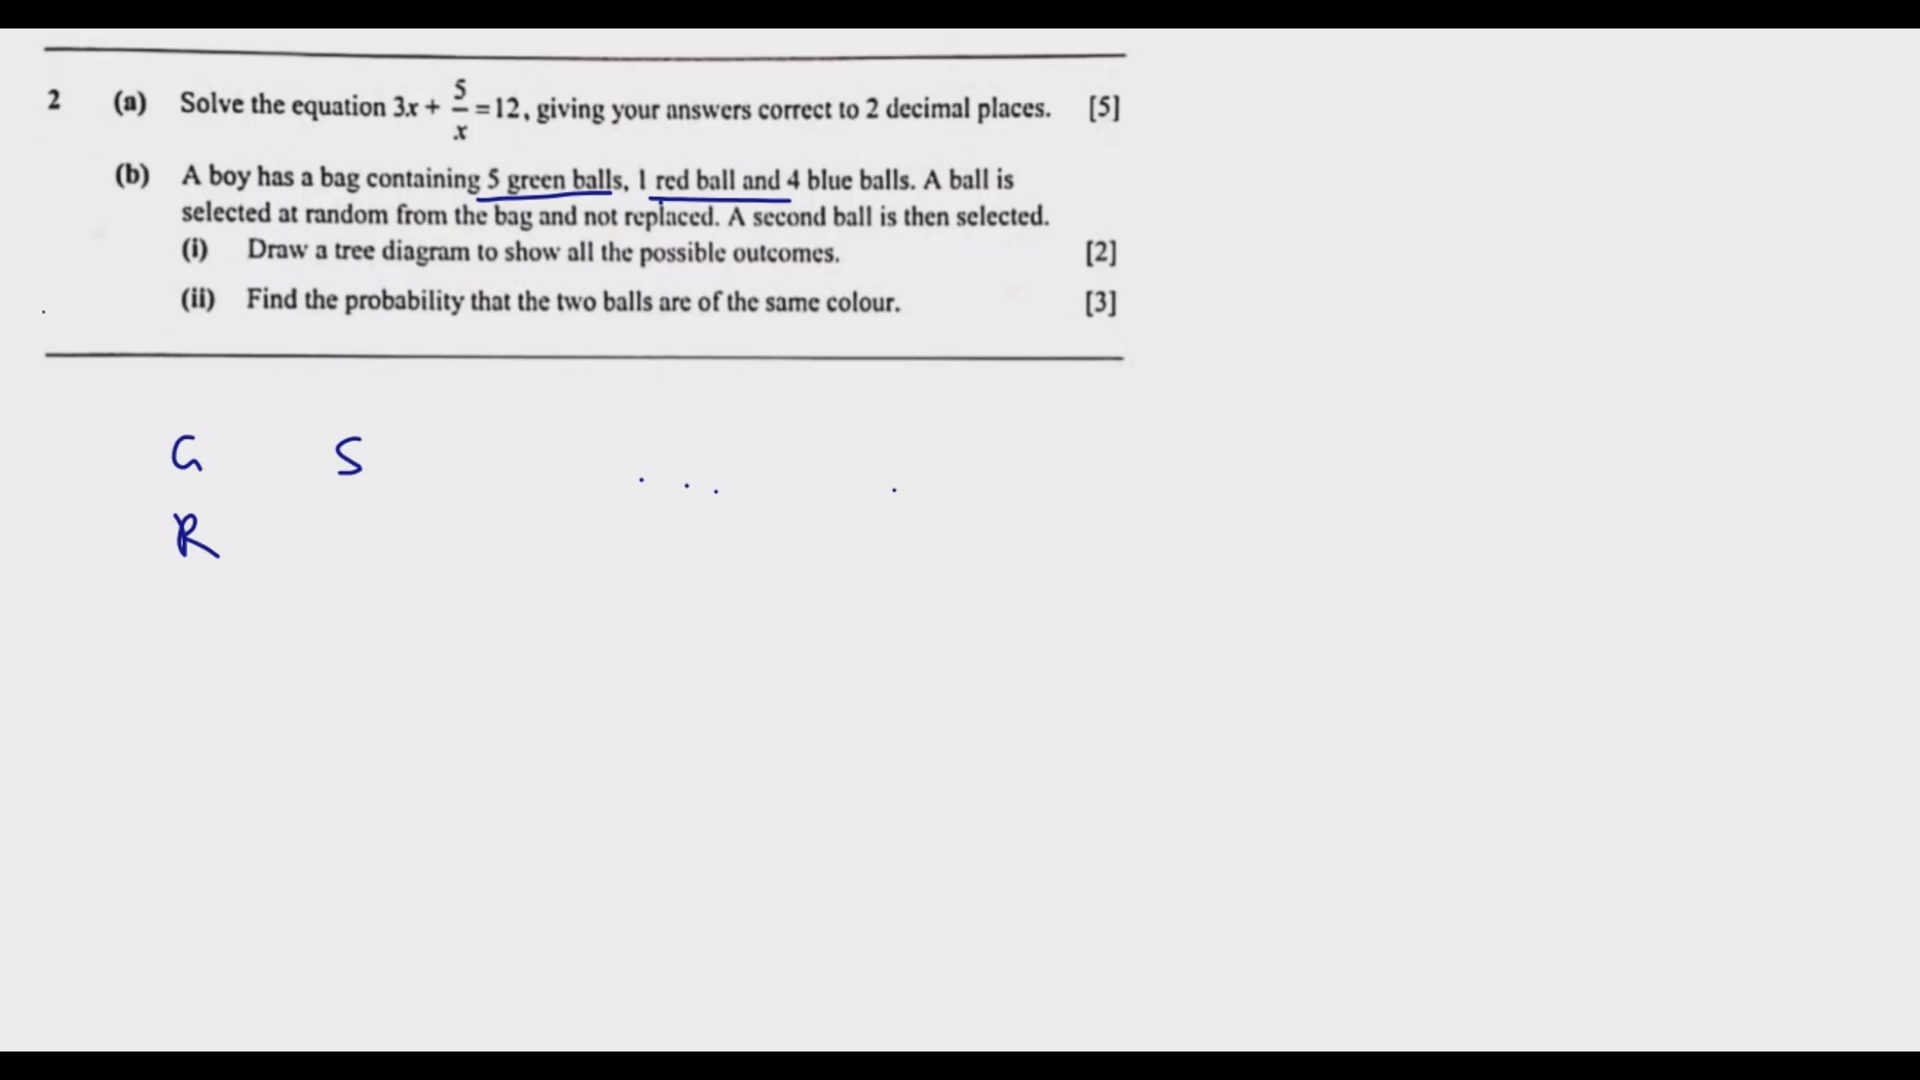 2 (a) Solve the equation 3x + 5/x = 12, giving your answers correct to 2 decimal places. [5]
(b) A boy has a bag containing 5 green balls, 1 red ball and 4 blue balls. A ball is
selected at random from the bag and not replaced. A second ball is then selected.
(i) Draw a tree diagram to show all the possible outcomes. [2]
(ii) Find the probability that the two balls are of the same colour. [3]
G 5
R